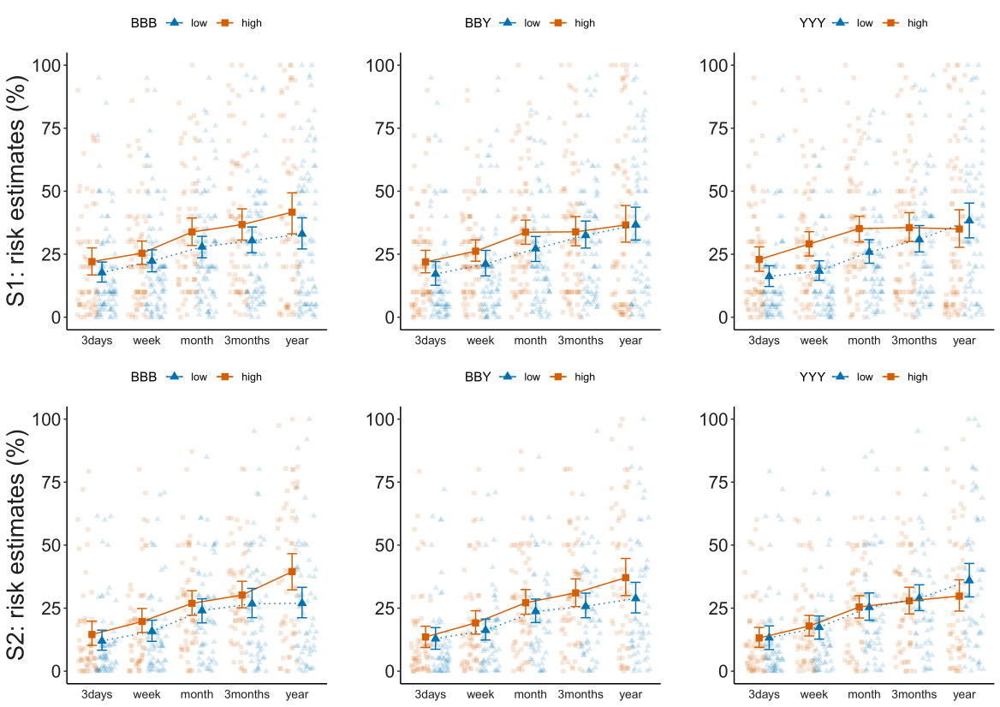 BBB low high
BBY low high
YYY low high
S1: risk estimates (%)
100
75
50
25
0
3days week month 3months year
100
75
50
25
0
3days week month 3months year
100
75
50
25
0
3days week month 3months year
BBB low high
BBY low high
YYY low high
S2: risk estimates (%)
100
75
50
25
0
3days week month 3months year
100
75
50
25
0
3days week month 3months year
100
75
50
25
0
3days week month 3months year